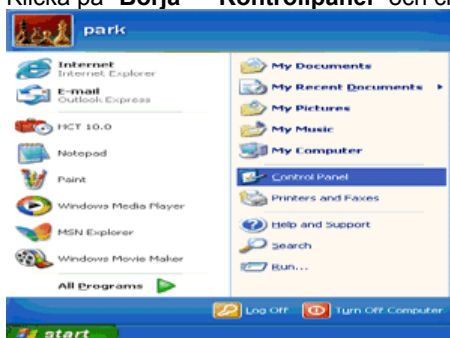 Klicka på "Börja" "Kontrollpanel" och
park
Internet
Internet Explorer
E-mail
Outlook Express
HCT 10.0
Notepad
Paint
Windows Media Player
MSN Explorer
Windows Movie Maker
All Programs
My Documents
My Recent Documents
My Pictures
My Music
My Computer
Control Panel
Printers and Faxes
Help and Support
Search
Run...
Log Off
Turn Off Computer
start